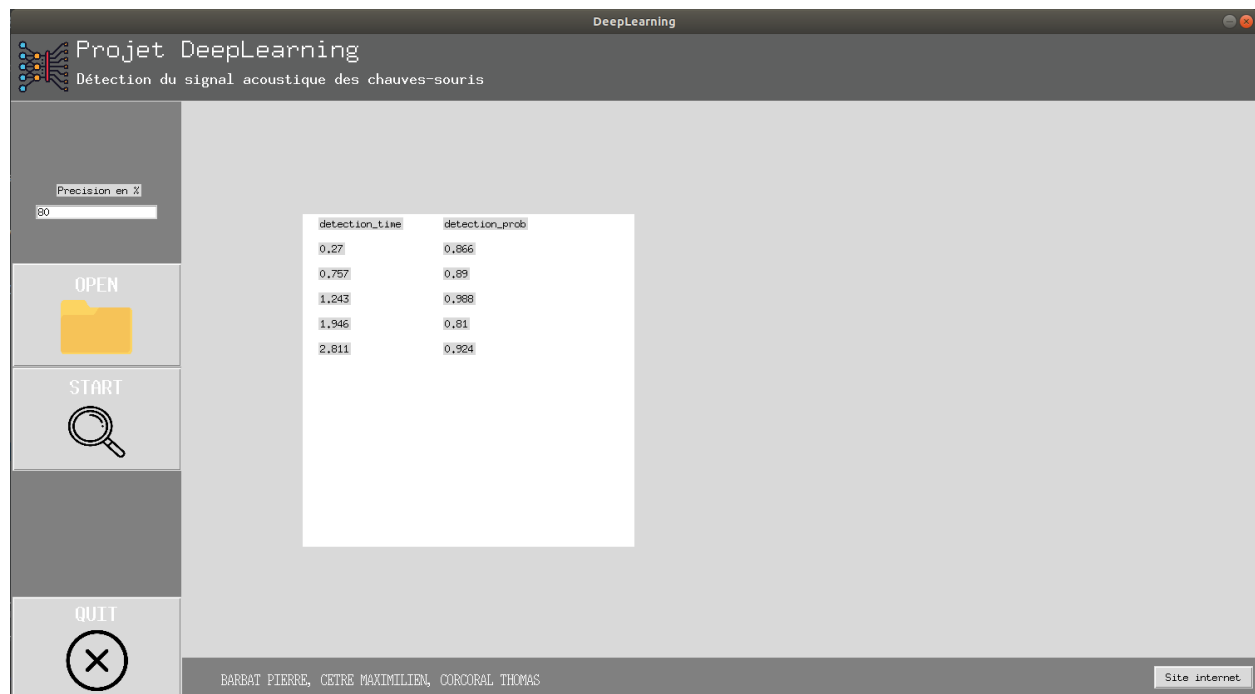 DeepLearning
Projet DeepLearning
Détection du signal acoustique des chauves-souris
Precision en %
80
OPEN
START
QUIT
detection_time detection_prob
0.27 0.866
0.757 0.89
1.243 0.988
1.946 0.81
2.811 0.924
BARBAT PIERRE, CETRE MAXIMILIEN, CORCORAL THOMAS
Site internet